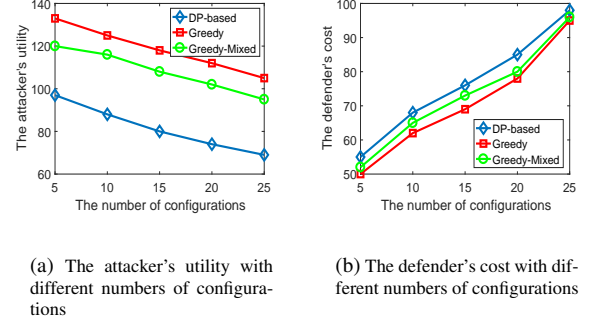 140
120
100
80
60
The attacker's utility
DP-based
Greedy
Greedy-Mixed
5 10 15 20 25
The number of configurations
100
90
80
70
60
50
The defender's cost
DP-based
Greedy
Greedy-Mixed
5 10 15 20 25
The number of configurations
(a) The attacker's utility with
different numbers of configura-
tions
(b) The defender's cost with dif-
ferent numbers of configurations